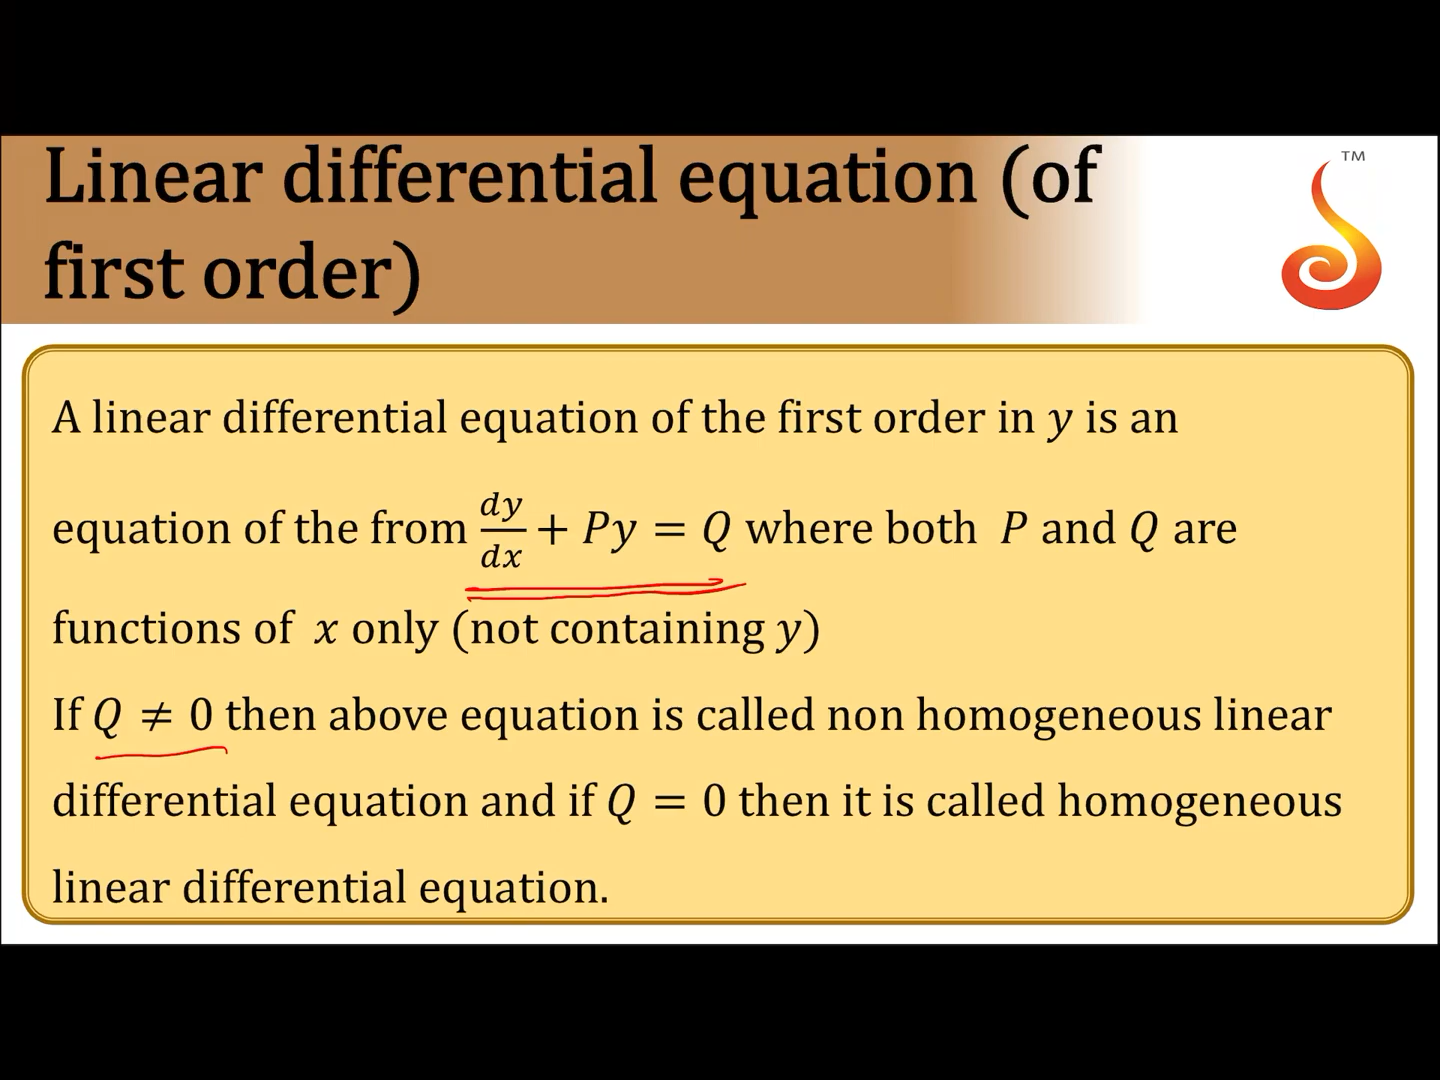 Linear differential equation (of
first order)
TM
A linear differential equation of the first order in y is an
equation of the from dy/dx + Py = Q where both P and Q are
functions of x only (not containing y)
If Q ≠ 0 then above equation is called non homogeneous linear
differential equation and if Q = 0 then it is called homogeneous
linear differential equation.